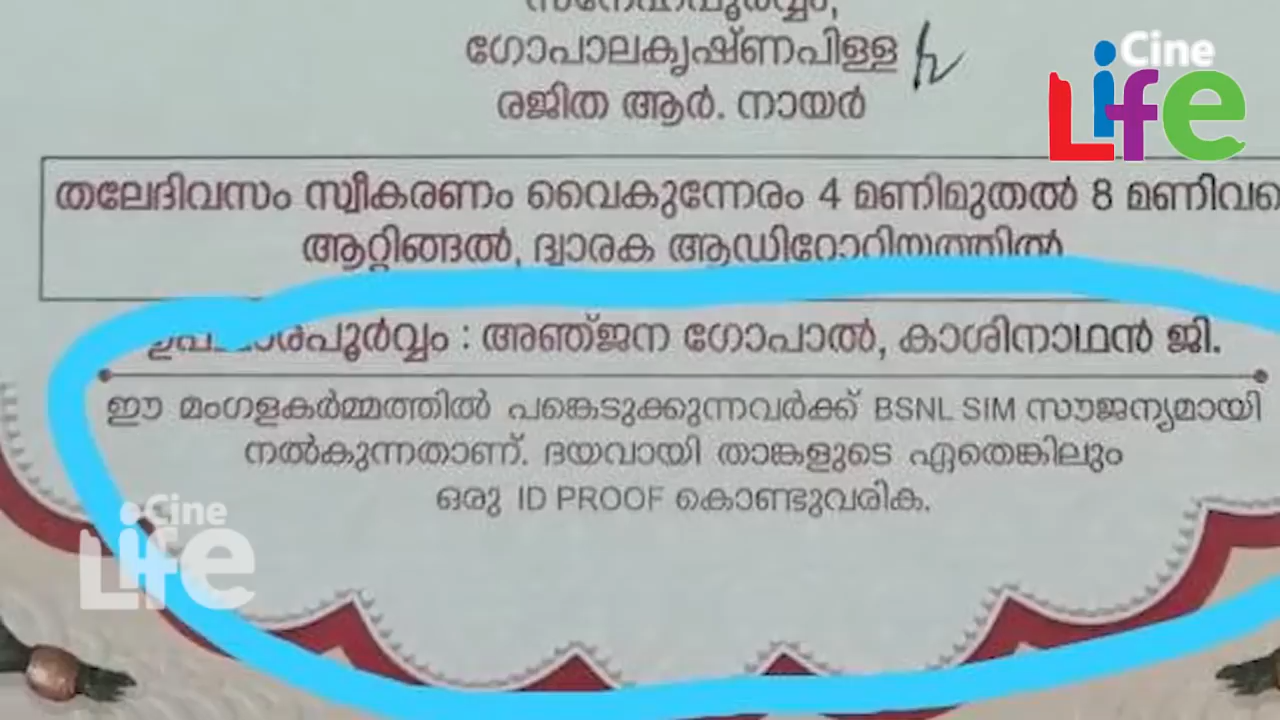 സ്നേഹപൂർവ്വം,
ഗോപാലകൃഷ്ണപിള്ള
രജിത ആർ. നായർ
Cine
Life
തലേദിവസം സ്വീകരണം വൈകുന്നേരം 4 മണിമുതൽ 8
ആറ്റിങ്ങൽ, ദ്വാരക ആഡിറ്റോറിയത്തിൽ
: അഞ്ജന ഗോപാൽ, കാശിനാഥൻ ജി.
ഈ മംഗളകർമ്മത്തിൽ പങ്കെടുക്കുന്നവർക്ക് BSNL SIM സൗജന്യമായി
നൽകുന്നതാണ്. ദയവായി താങ്കളുടെ ഏതെങ്കിലും
ഒരു ID PROOF കൊണ്ടുവരിക.
Cine
Life